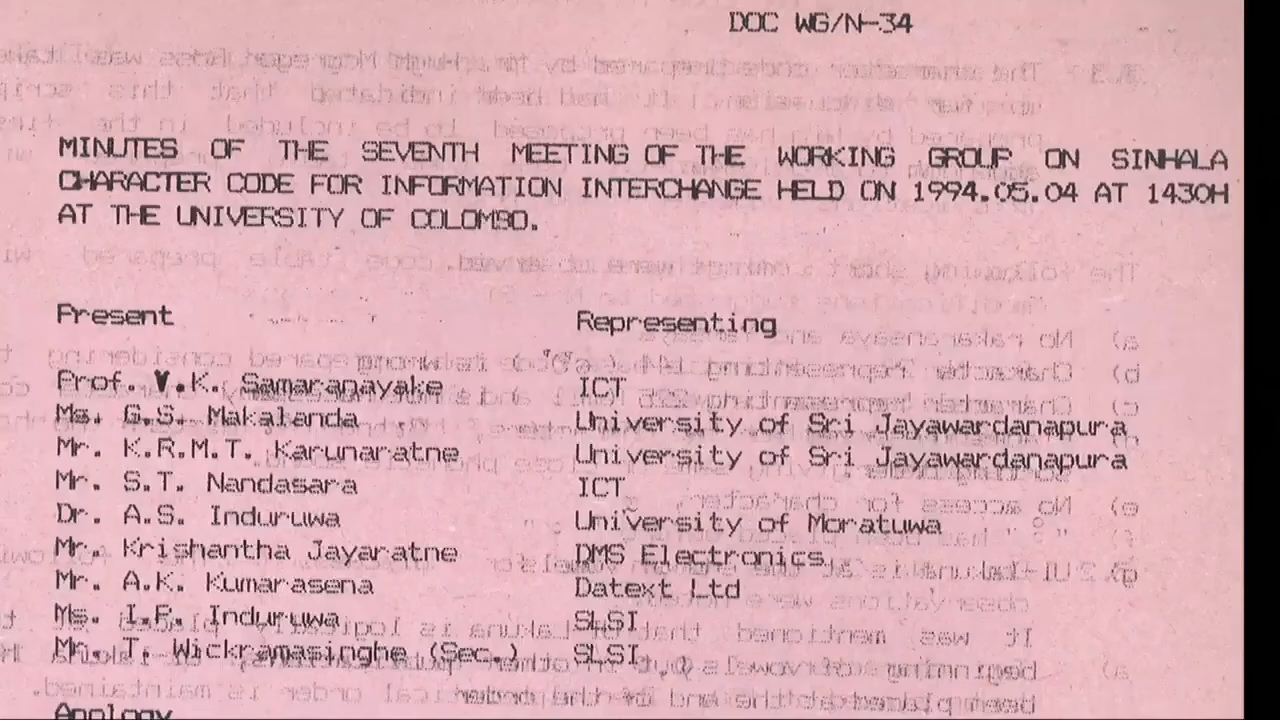 DOC WG/N-34
MINUTES OF THE SEVENTH MEETING OF THE WORKING GROUP ON SINHALA
CHARACTER CODE FOR INFORMATION INTERCHANGE HELD ON 1994.05.04 AT 1430H
AT THE UNIVERSITY OF COLOMBO.
Present Representing
Prof. V.K. Samaranayake ICT
Ms. G.S. Makalanda University of Sri Jayawardanapura
Mr. K.R.M.T. Karunaratne University of Sri Jayawardanapura
Mr. S.T. Nandasara ICT
Dr. A.S. Induruwa University of Moratuwa
Mr. Krishantha Jayaratne DMS Electronics
Mr. A.K. Kumarasena Datext Ltd
Ms. I.P. Induruwa SLSI
Mr. T. Wickramasinghe (Sec.) SLSI
Apology